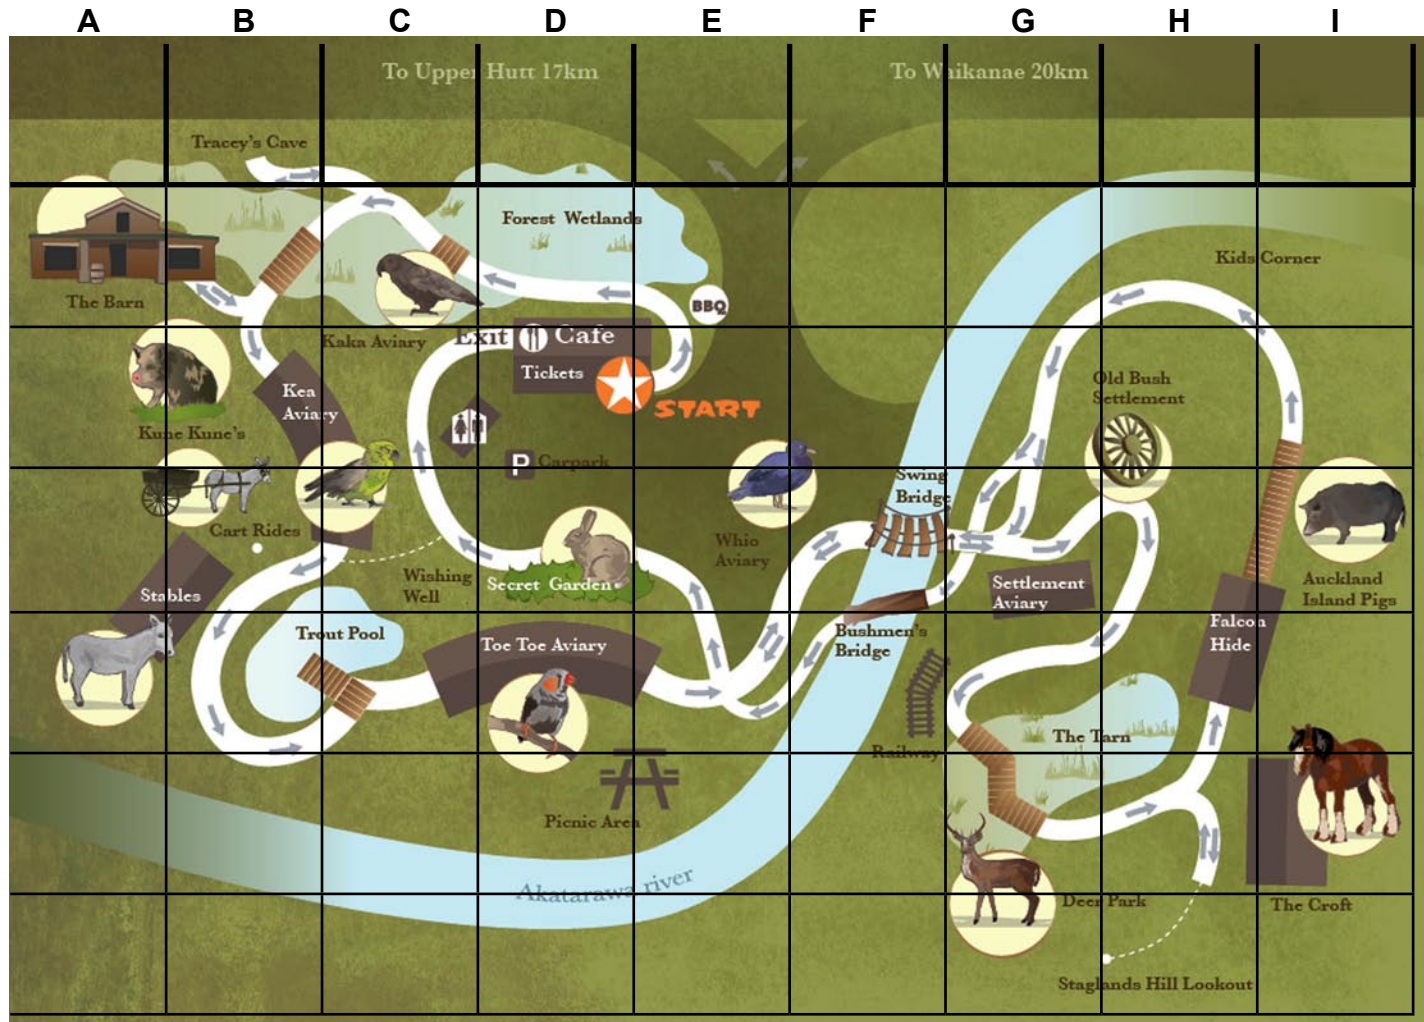 A B C D E F G H I
To Upper Hutt 17km
To Waikanae 20km
Tracey's Cave
Forest Wetlands
Kids Corner
The Barn
BBQ
Kaka Aviary
Exit
Cafe
Tickets
START
Kea
Aviary
Old Bush
Settlement
Kune Kune's
P Carpark
Swing
Bridge
Cart Rides
Whio
Aviary
Wishing
Well
Secret Garden
Settlement
Aviary
Auckland
Island Pigs
Stables
Trout Pool
Toe Toe Aviary
Bushmen's
Bridge
Falcon
Hide
The Tarn
Railway
Picnic Area
Akatarawa river
Deer Park
The Croft
Staglands Hill Lookout